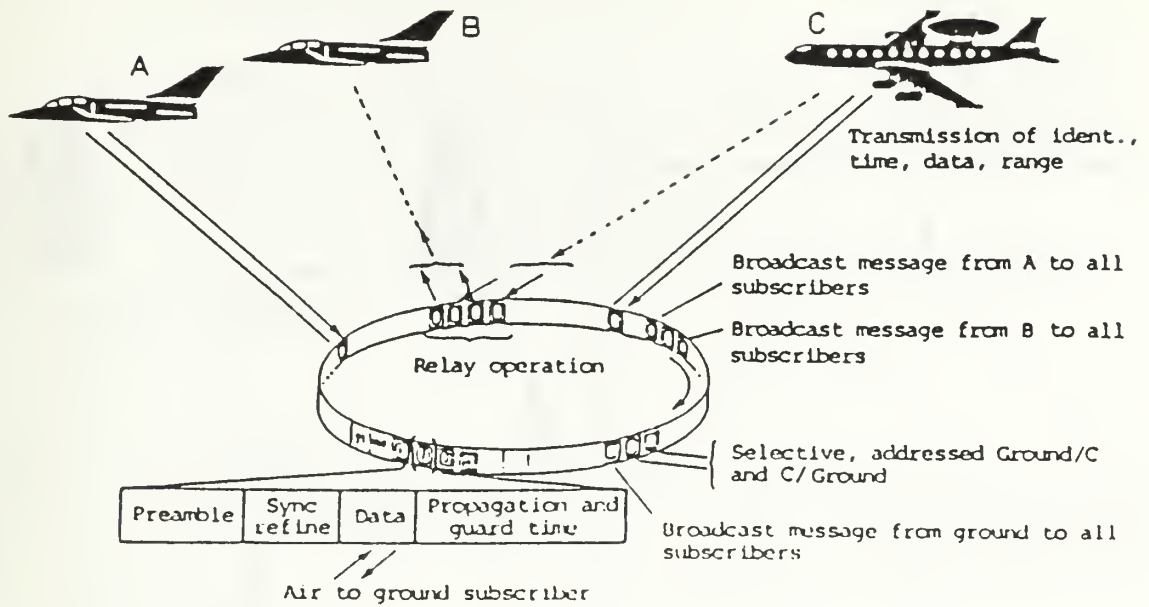 A
B
C
Transmission of ident.,
time, data, range
Broadcast message from A to all
subscribers
Broadcast message from B to all
subscribers
Relay operation
Selective, addressed Ground/C
and C/Ground
Broadcast message from ground to all
subscribers
Preamble
Sync
refine
Data
Propagation and
guard time
Air to ground subscriber